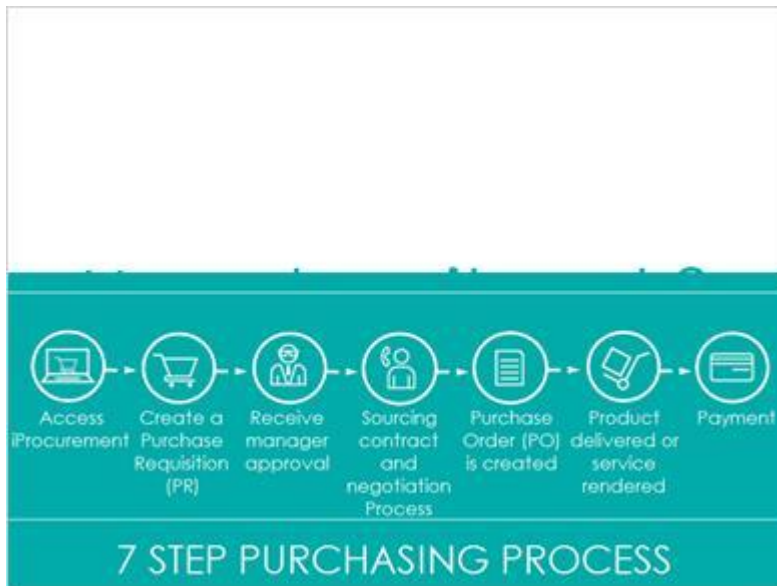 Access
iProcurement
Create a
Purchase
Requisition
(PR)
Receive
manager
approval
Sourcing
contract
and
negotiation
Process
Purchase
Order (PO)
is created
Product
delivered or
service
rendered
Payment
7 STEP PURCHASING PROCESS